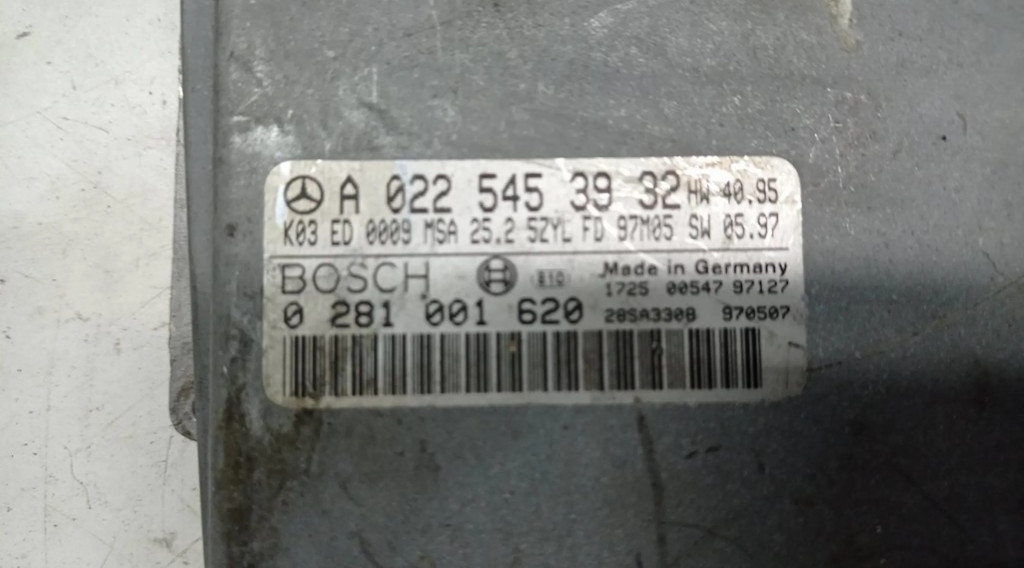 A 022 545 39 32 HW 40.95
K03 ED 0009 MSA 25.2 5ZYL FD 97M05 SW 05.97
BOSCH Made in Germany
1725 00547 97127
0 281 001 620 28SA3308 970507